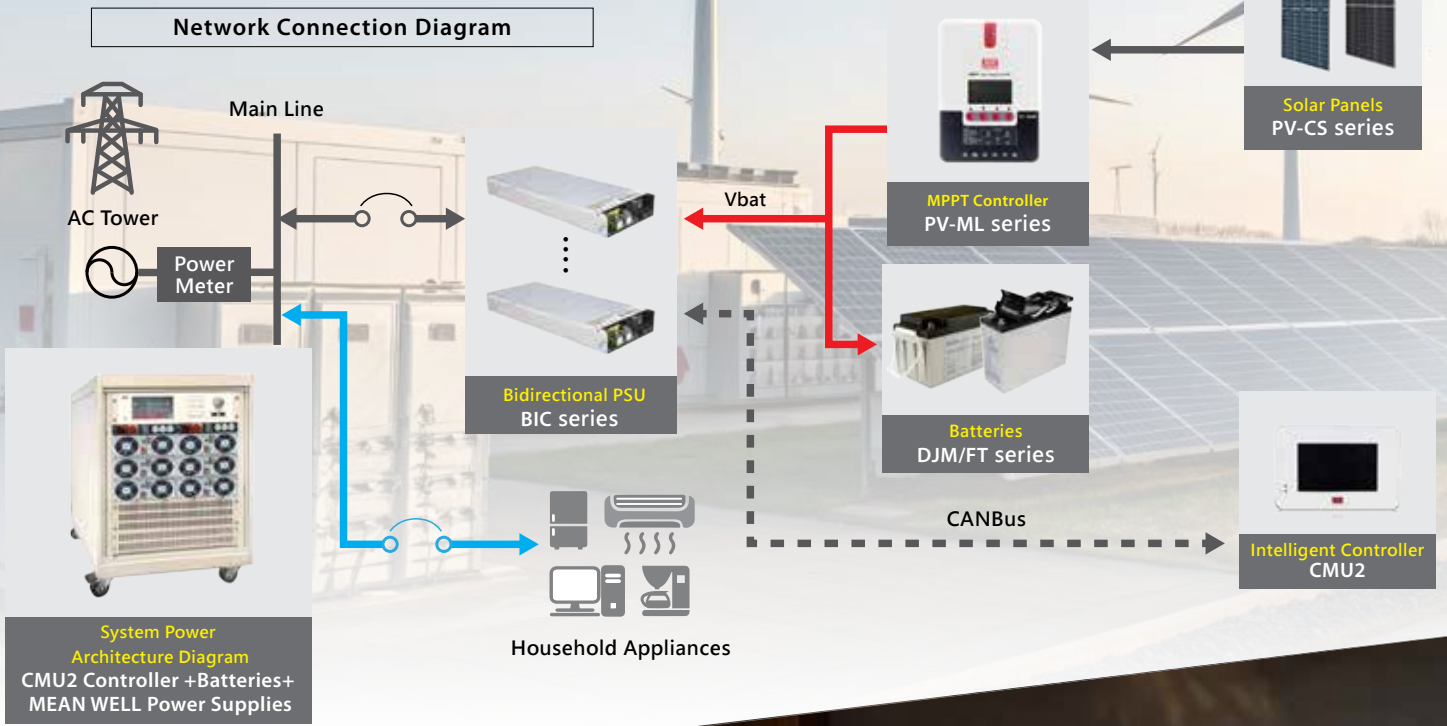 Network Connection Diagram
Main Line
AC Tower
Power
Meter
Vbat
Solar Panels
PV-CS series
MPPT Controller
PV-ML series
Bidirectional PSU
BIC series
Batteries
DJM/FT series
CANBus
Intelligent Controller
CMU2
Household Appliances
System Power
Architecture Diagram
CMU2 Controller +Batteries+
MEAN WELL Power Supplies